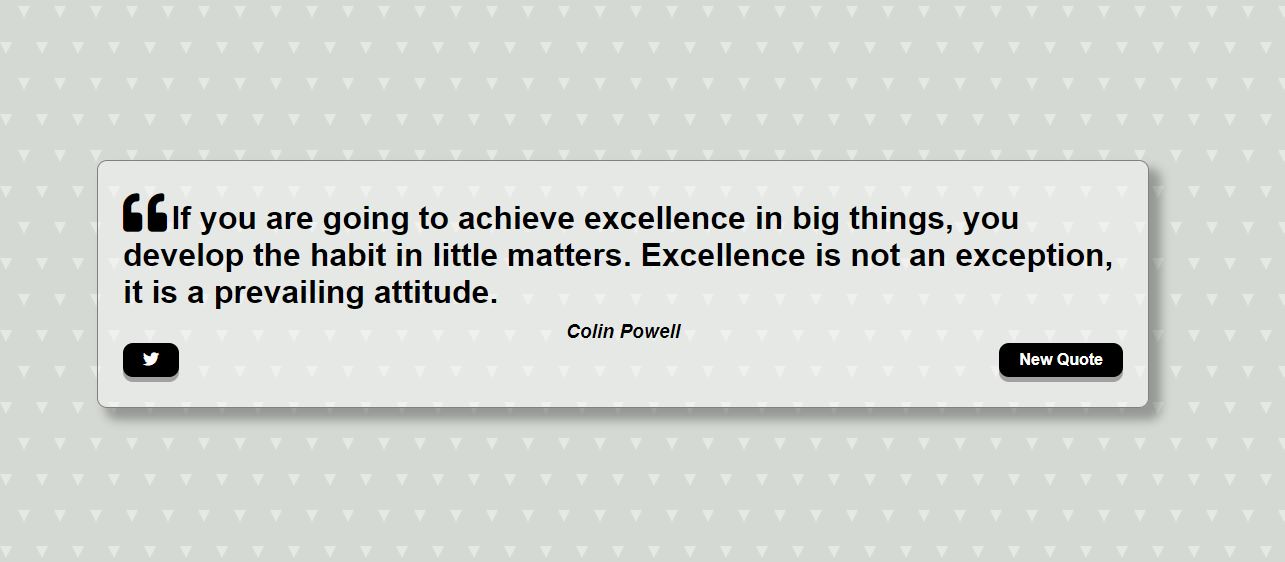 If you are going to achieve excellence in big things, you
develop the habit in little matters. Excellence is not an exception,
it is a prevailing attitude.
Colin Powell
New Quote